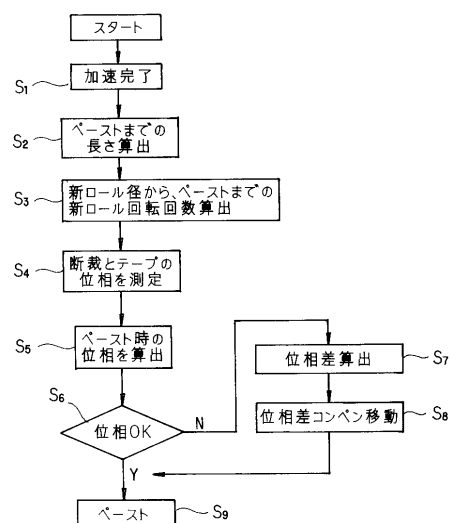 スタート
S1
加速完了
S2
ペーストまでの
長さ算出
S3
新ロール径から、ペーストまでの
新ロール回転回数算出
S4
断裁とテープの
位相を測定
S5
ペースト時の
位相を算出
S6
位相OK
N
Y
S7
位相差算出
S8
位相差コンペン移動
ペースト
S9